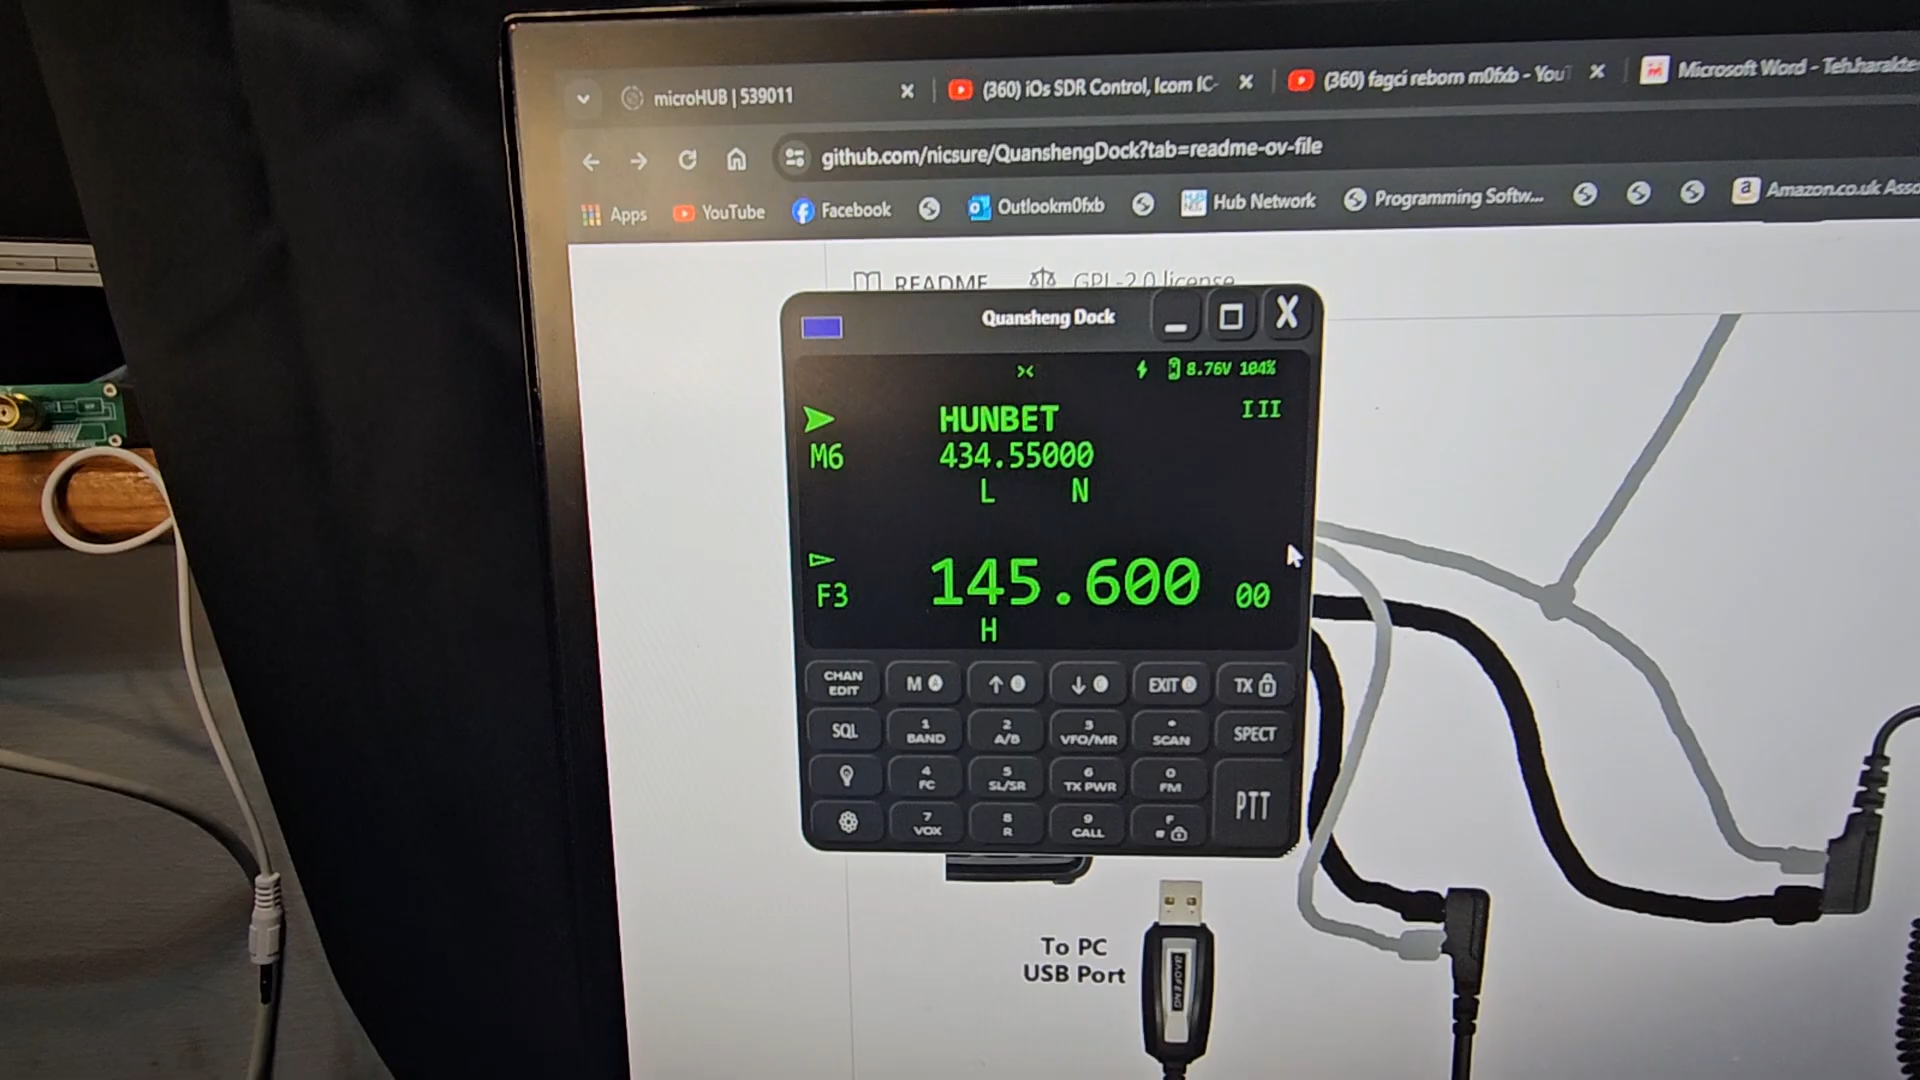 microHUB | 539011
(360) iOs SDR Control, Icom IC-
(360) fagci reborn m0fxb - YouT
Microsoft Word - Teh.harakte
github.com/nicsure/QuanshengDock?tab=readme-ov-file
Apps
YouTube
Facebook
Outlookm0fxb
Hub Network
Programming Softw...
Amazon.co.uk Asso
README
GPL-2.0 license
Quansheng Dock
X
8.76V 104%
HUNBET
III
M6
434.55000
L N
F3
145.600 00
H
CHAN EDIT
M A
B
C
EXIT D
TX
SQL
1 BAND
2 A/B
3 VFO/MR
* SCAN
SPECT
4 FC
5 SL/SR
6 TX PWR
0 FM
PTT
7 VOX
8 R
9 CALL
F #
To PC
USB Port
BAOFENG